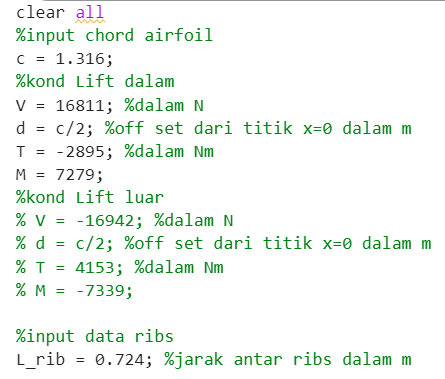 clear all
%input chord airfoil
c = 1.316;
%kond Lift dalam
V = 16811; %dalam N
d = c/2; %off set dari titik x=0 dalam m
T = -2895; %dalam Nm
M = 7279;
%kond Lift luar
% V = -16942; %dalam N
% d = c/2; %off set dari titik x=0 dalam m
% T = 4153; %dalam Nm
% M = -7339;
%input data ribs
L_rib = 0.724; %jarak antar ribs dalam m